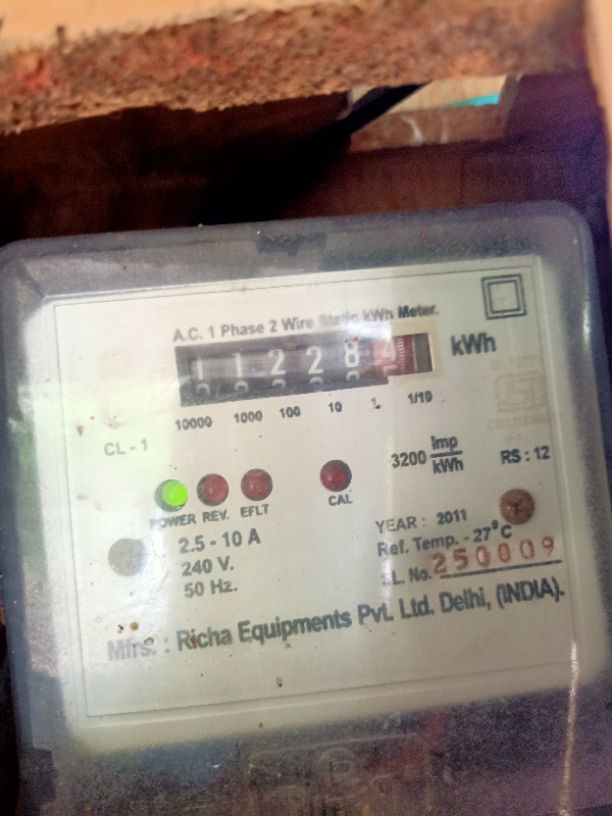 A.C. 1 Phase 2 Wire Static kWh Meter.
1 1 2 2 8 4 kWh
10000 1000 100 10 1 1/10
CL - 1
3200 imp/kWh RS : 12
POWER REV. EFLT CAL
2.5 - 10 A
240 V.
50 Hz.
YEAR : 2011
Ref. Temp. - 27°C
SL. No. 250009
Mfrs. : Richa Equipments Pvt. Ltd. Delhi, (INDIA).